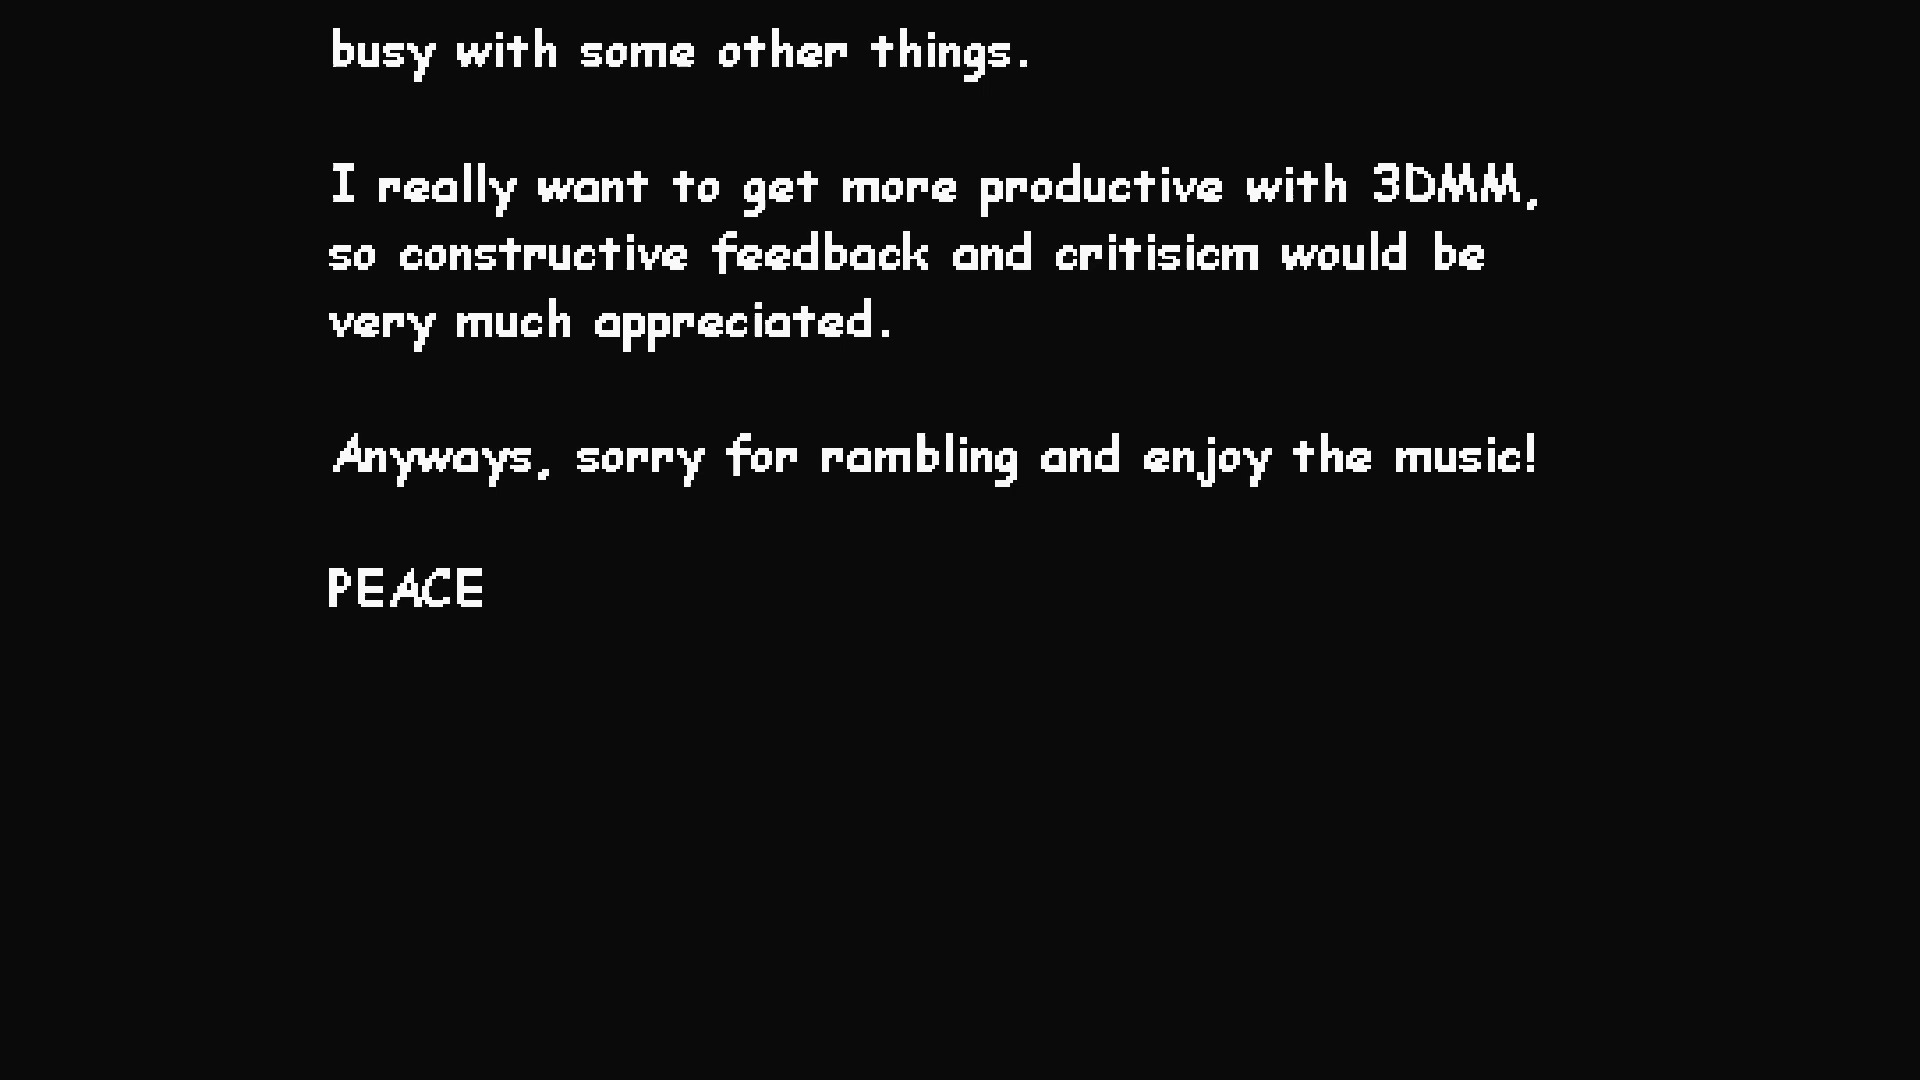 busy with some other things.
I really want to get more productive with 3DMM,
so constructive feedback and critisicm would be
very much appreciated.
Anyways, sorry for rambling and enjoy the music!
PEACE